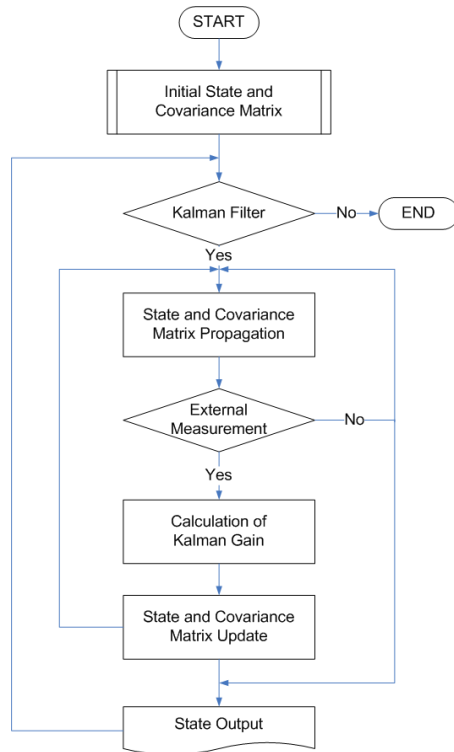 START
Initial State and
Covariance Matrix
Kalman Filter
No
END
Yes
State and Covariance
Matrix Propagation
External
Measurement
No
Yes
Calculation of
Kalman Gain
State and Covariance
Matrix Update
State Output